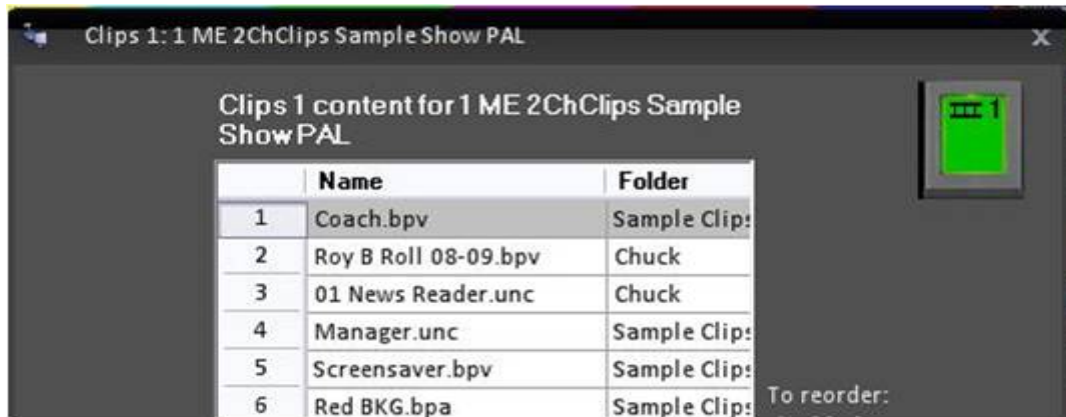 Clips 1: 1 ME 2ChClips Sample Show PAL
X
Clips 1 content for 1 ME 2ChClips Sample
Show PAL
1
Name Folder
1 Coach.bpv Sample Clips
2 Roy B Roll 08-09.bpv Chuck
3 01 News Reader.unc Chuck
4 Manager.unc Sample Clips
5 Screensaver.bpv Sample Clips
6 Red BKG.bpa Sample Clips
To reorder: